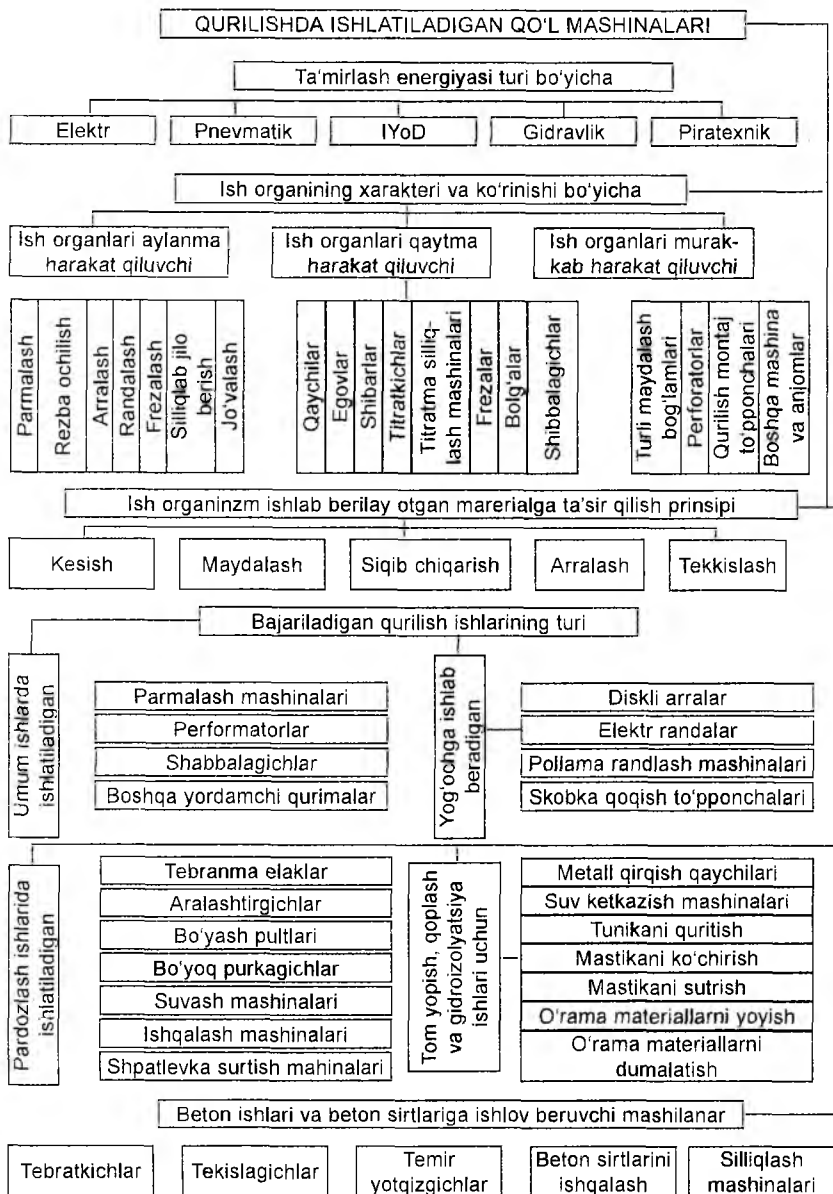 QURILISHDA ISHLATILADIGAN QO‘L MASHINALARI
Ta’mirlash energiyasi turi bo‘yicha
Elektr
Pnevmatik
IYoD
Gidravlik
Piratexnik
Ish organining xarakteri va ko‘rinishi bo‘yicha
Ish organlari aylanma
harakat qiluvchi
Ish organlari qaytma
harakat qiluvchi
Ish organlari murak-
kab harakat qiluvchi
Parmalash
Rezba ochilish
Arralash
Randalash
Frezalash
Silliqlab jilo
berish
Jo‘valash
Qaychilar
Egovlar
Shibarlar
Titratkichlar
Titratma silliq-
lash mashinalari
Frezalar
Bolg‘alar
Shibbalagichlar
Turli maydalash
bog‘lamlari
Perforatorlar
Qurilish montaj
to‘pponchalari
Boshqa mashina
va anjomlar
Ish organinzm ishlab berilay otgan marerialga ta’sir qilish prinsipi
Kesish
Maydalash
Siqib chiqarish
Arralash
Tekkislash
Bajariladigan qurilish ishlarining turi
Umum ishlarda
ishlatiladigan
Parmalash mashinalari
Performatorlar
Shabbalagichlar
Boshqa yordamchi qurimalar
Yog‘ochga ishlab
beradigan
Diskli arralar
Elektr randalar
Pollama randlash mashinalari
Skobka qoqish to‘pponchalari
Pardozlash ishlarida
ishlatiladigan
Tebranma elaklar
Aralashtirgichlar
Bo‘yash pultlari
Bo‘yoq purkagichlar
Suvash mashinalari
Ishqalash mashinalari
Shpatlevka surtish mahinalari
Tom yopish, qoplash
va gidroizolyatsiya
ishlari uchun
Metall qirqish qaychilari
Suv ketkazish mashinalari
Tunikani quritish
Mastikani ko‘chirish
Mastikani sutrish
O‘rama materiallarni yoyish
O‘rama materiallarni
dumalatish
Beton ishlari va beton sirtlariga ishlov beruvchi mashilanar
Tebratkichlar
Tekislagichlar
Temir
yotqizgichlar
Beton sirtlarini
ishqalash
Silliqlash
mashinalari